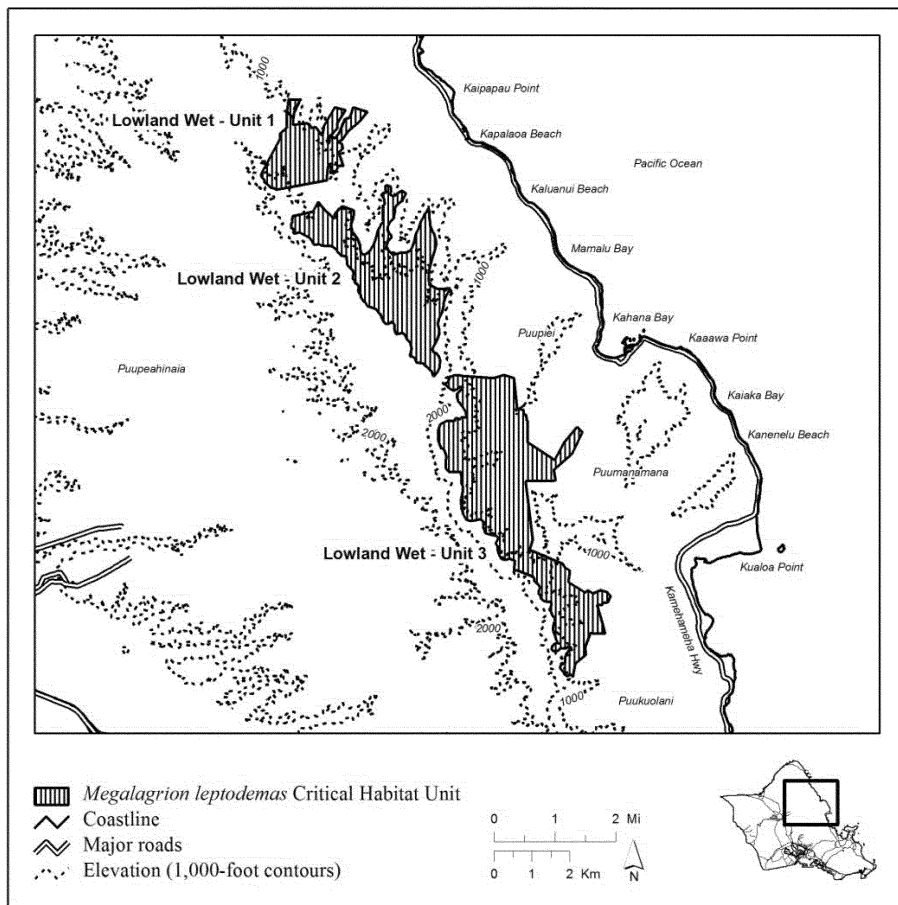 1000
Kaipapau Point
Lowland Wet - Unit 1
Kapalaoa Beach
Pacific Ocean
Kaluanui Beach
Mamalu Bay
Lowland Wet - Unit 2
1000
Kahana Bay
Puupiei
Kaaawa Point
Puupeahinaia
Kaiaka Bay
2000
2000
Kanenelu Beach
Puumanamana
Lowland Wet - Unit 3
1000
Kualoa Point
Kamehameha Hwy
2000
1000
Puukuolani
Megalagrion leptodemas Critical Habitat Unit
Coastline
Major roads
Elevation (1,000-foot contours)
0 1 2 Mi
0 1 2 Km
N